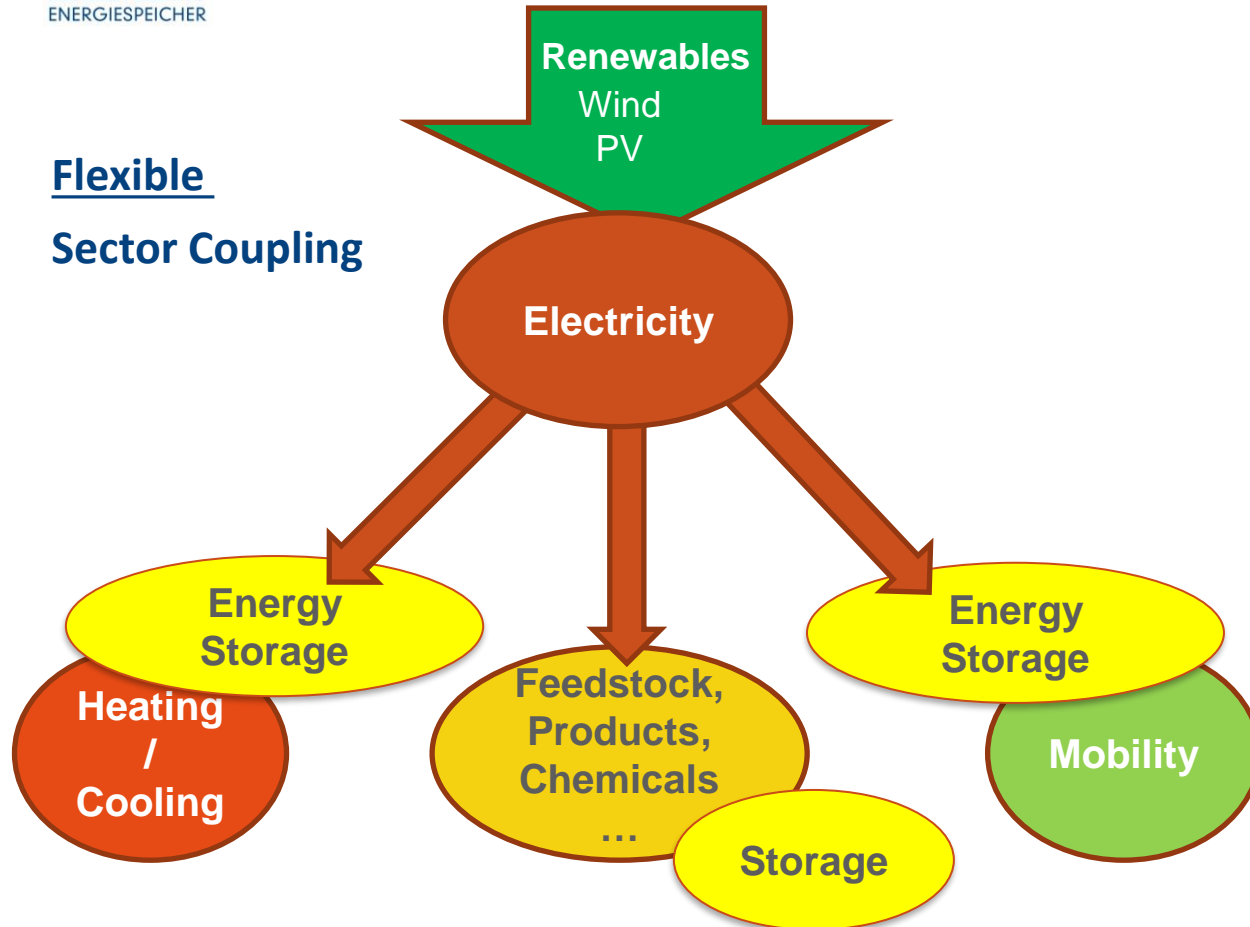 ENERGIESPEICHER
Renewables
Wind
PV
Flexible
Sector Coupling
Electricity
Energy
Storage
Energy
Storage
Heating
/
Cooling
Feedstock,
Products,
Chemicals
...
Mobility
Storage